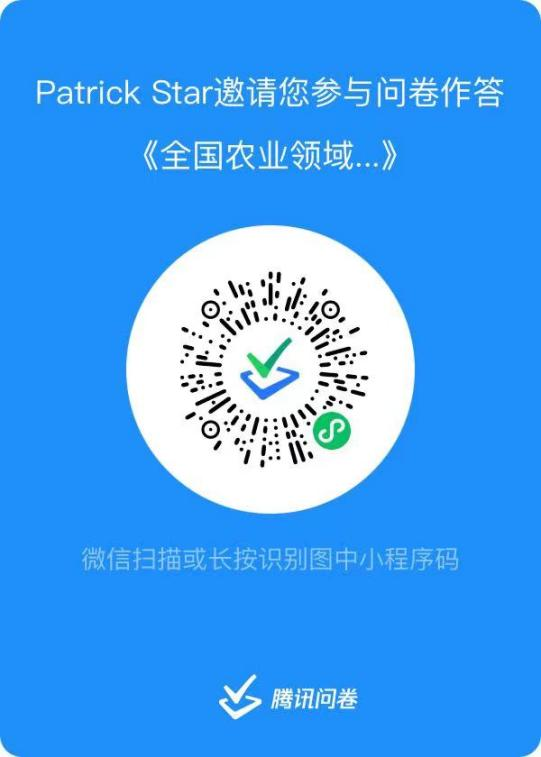 Patrick Star邀请您参与问卷作答
《全国农业领域...》
微信扫描或长按识别图中小程序码
腾讯问卷